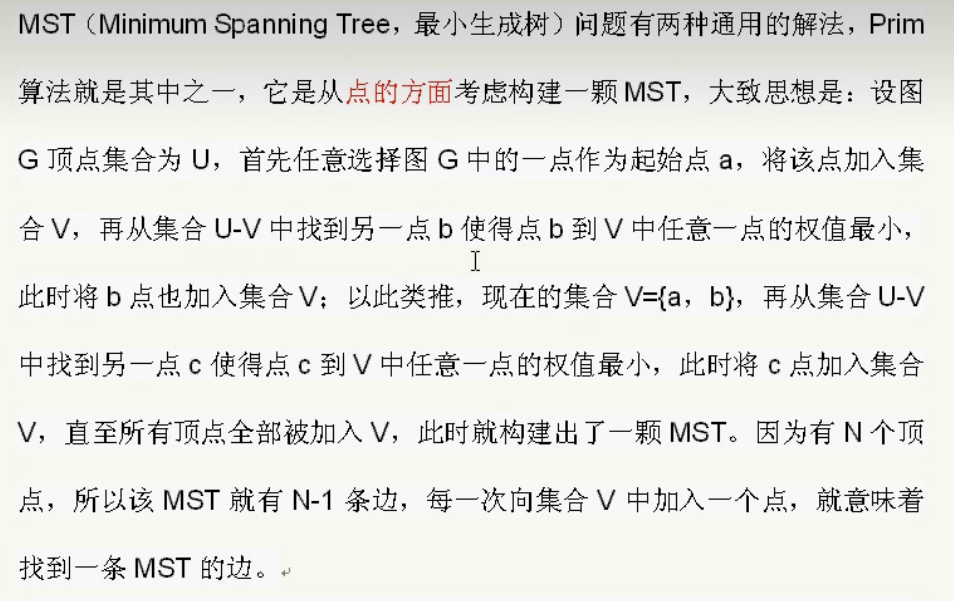 MST（Minimum Spanning Tree，最小生成树）问题有两种通用的解法，Prim
算法就是其中之一，它是从点的方面考虑构建一颗 MST，大致思想是：设图
G 顶点集合为 U，首先任意选择图 G 中的一点作为起始点 a，将该点加入集
合 V，再从集合 U-V 中找到另一点 b 使得点 b 到 V 中任意一点的权值最小，
此时将 b 点也加入集合 V；以此类推，现在的集合 V={a，b}，再从集合 U-V
中找到另一点 c 使得点 c 到 V 中任意一点的权值最小，此时将 c 点加入集合
V，直至所有顶点全部被加入 V，此时就构建出了一颗 MST。因为有 N 个顶
点，所以该 MST 就有 N-1 条边，每一次向集合 V 中加入一个点，就意味着
找到一条 MST 的边。